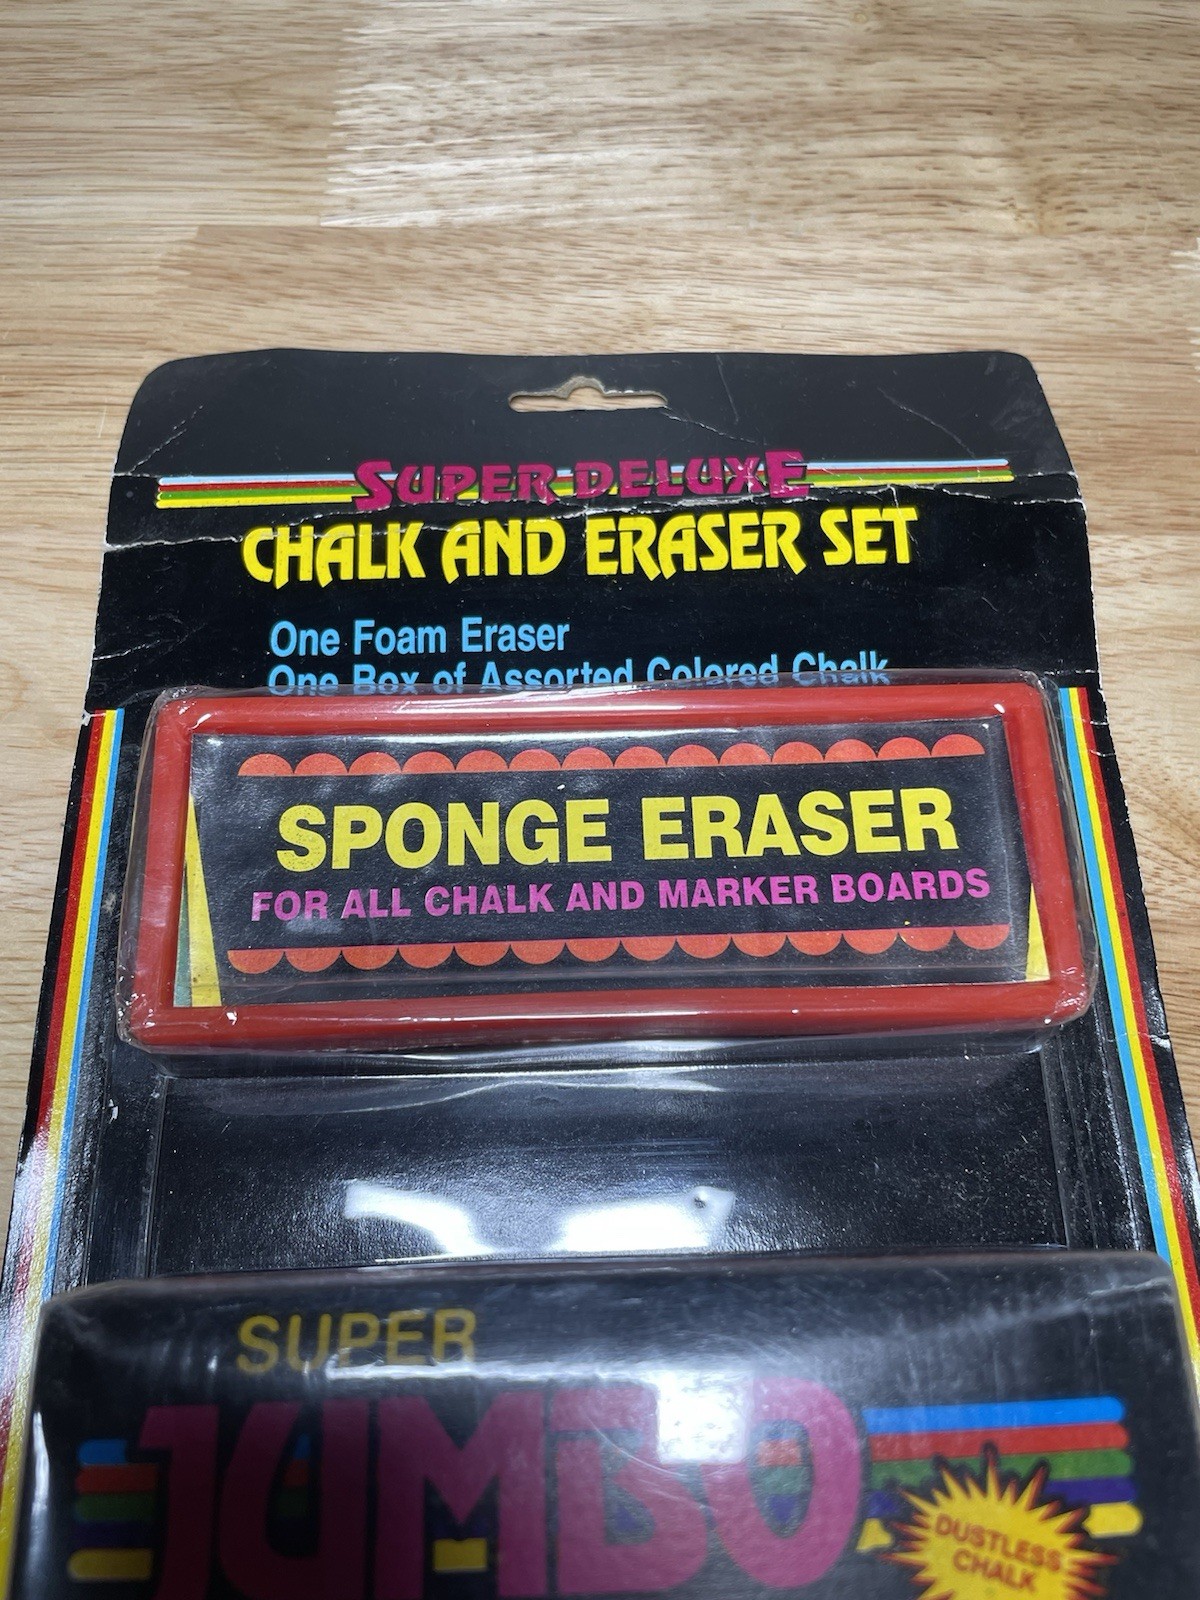 SUPER DELUXE
CHALK AND ERASER SET
One Foam Eraser
One Box of Assorted Colored Chalk
SPONGE ERASER
FOR ALL CHALK AND MARKER BOARDS
SUPER
JUMBO
DUSTLESS
CHALK